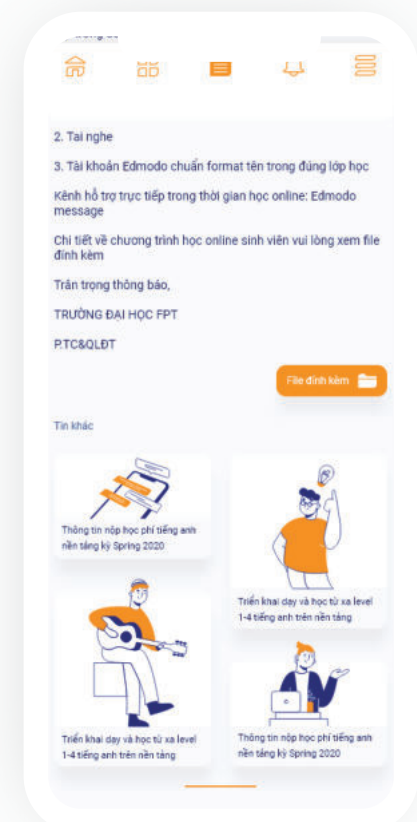 2. Tai nghe
3. Tài khoản Edmodo chuẩn format tên trong đúng lớp học
Kênh hỗ trợ trực tiếp trong thời gian học online: Edmodo
message
Chi tiết về chương trình học online sinh viên vui lòng xem file
đính kèm
Trân trọng thông báo,
TRƯỜNG ĐẠI HỌC FPT
P.TC&QLĐT
File đính kèm
Tin khác
Thông tin nộp học phí tiếng anh
nền tảng kỳ Spring 2020
Triển khai dạy và học từ xa level
1-4 tiếng anh trên nền tảng
Triển khai dạy và học từ xa level
1-4 tiếng anh trên nền tảng
Thông tin nộp học phí tiếng anh
nền tảng kỳ Spring 2020